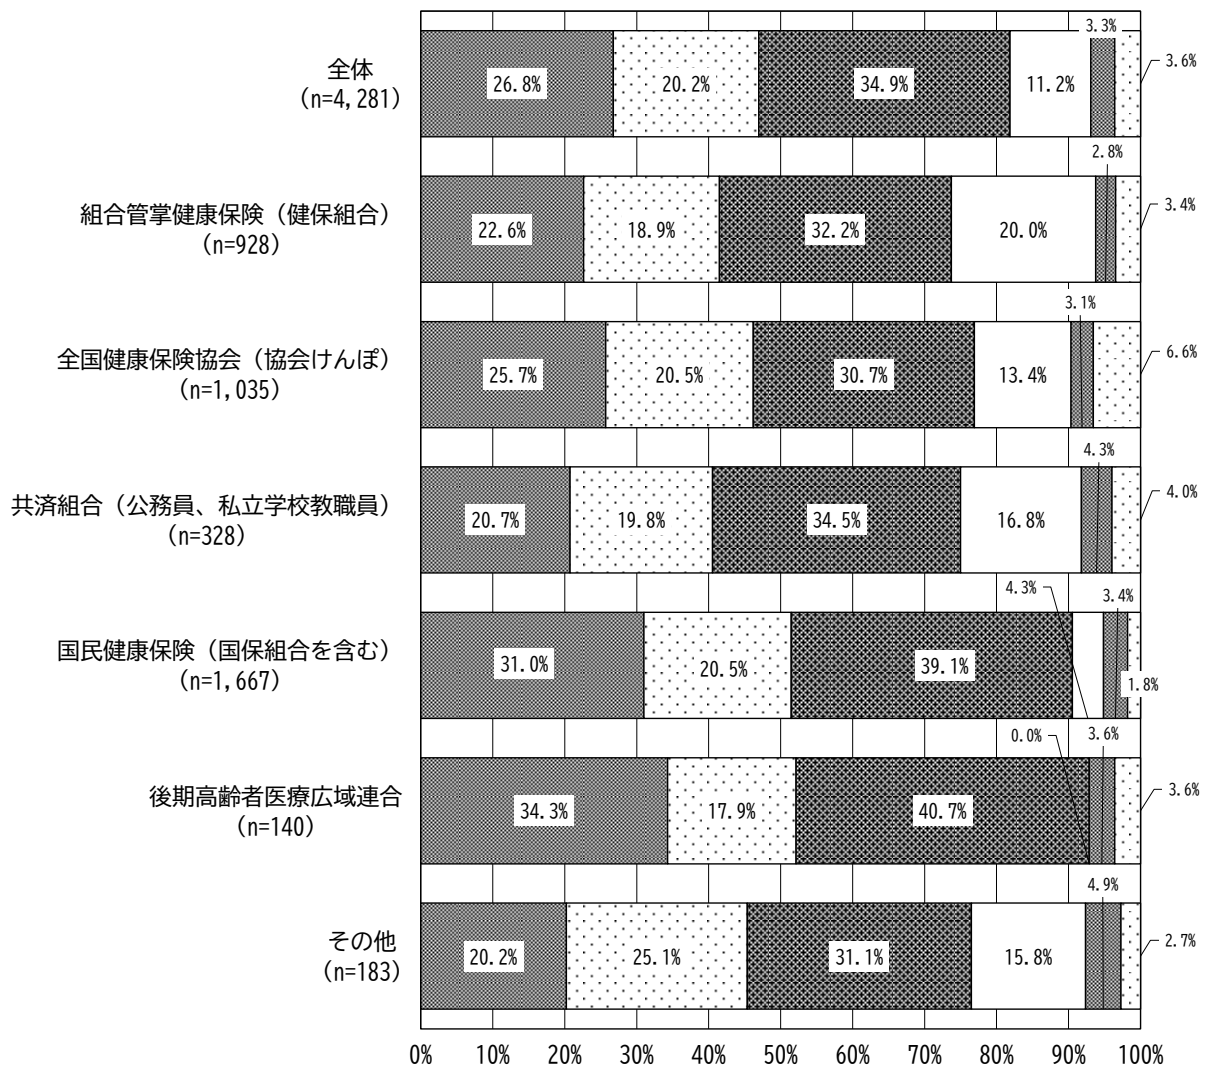 3.3%
全体
(n=4,281)
26.8% 20.2% 34.9% 11.2% 3.6%
2.8%
組合管掌健康保険（健保組合）
(n=928)
22.6% 18.9% 32.2% 20.0% 3.4%
3.1%
全国健康保険協会（協会けんぽ）
(n=1,035)
25.7% 20.5% 30.7% 13.4% 6.6%
4.3%
共済組合（公務員、私立学校教職員）
(n=328)
20.7% 19.8% 34.5% 16.8% 4.0%
4.3% 3.4%
国民健康保険（国保組合を含む）
(n=1,667)
31.0% 20.5% 39.1% 1.8%
0.0% 3.6%
後期高齢者医療広域連合
(n=140)
34.3% 17.9% 40.7% 3.6%
4.9%
その他
(n=183)
20.2% 25.1% 31.1% 15.8% 2.7%
0% 10% 20% 30% 40% 50% 60% 70% 80% 90% 100%